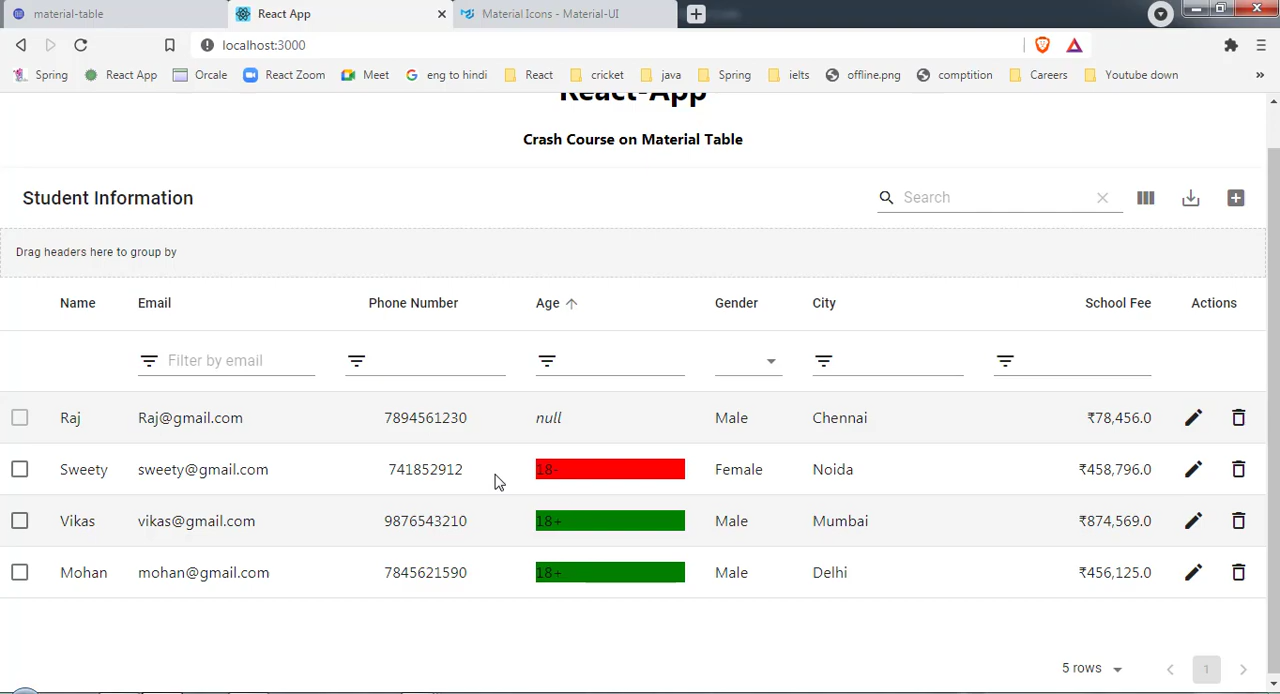 material-table
React App
Material Icons - Material-UI
localhost:3000
Spring React App Orcale React Zoom Meet eng to hindi React cricket java Spring ielts offline.png comptition Careers Youtube down »
React-App
Crash Course on Material Table
Student Information
Search
Drag headers here to group by
Name Email Phone Number Age Gender City School Fee Actions
Filter by email
Raj Raj@gmail.com 7894561230 null Male Chennai ₹78,456.0
Sweety sweety@gmail.com 741852912 18- Female Noida ₹458,796.0
Vikas vikas@gmail.com 9876543210 18+ Male Mumbai ₹874,569.0
Mohan mohan@gmail.com 7845621590 18+ Male Delhi ₹456,125.0
5 rows 1